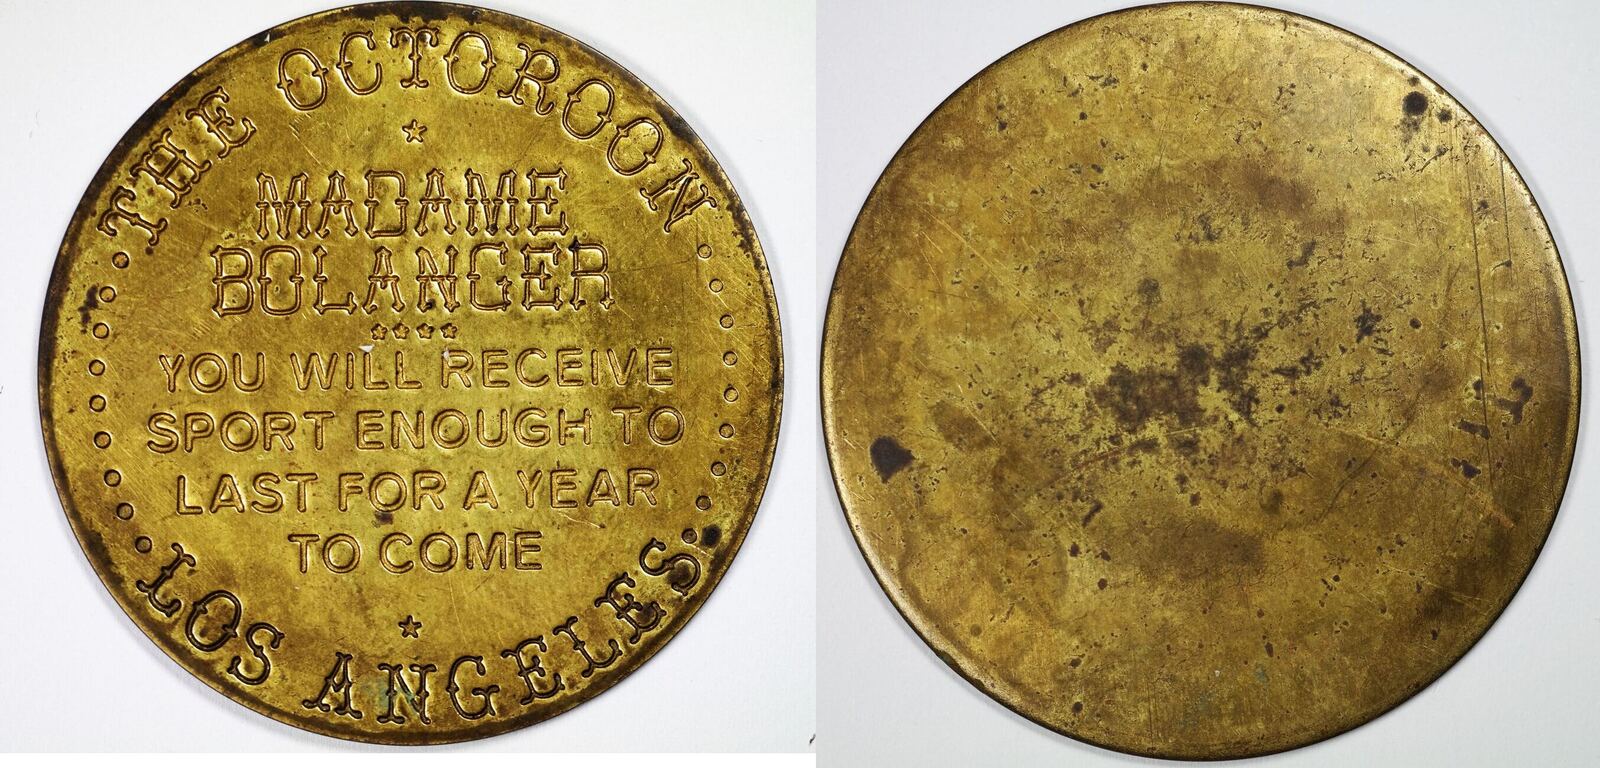 THE OCTOROON
MADAME
BOLANGER
YOU WILL RECEIVE
SPORT ENOUGH TO
LAST FOR A YEAR
TO COME
LOS ANGELES